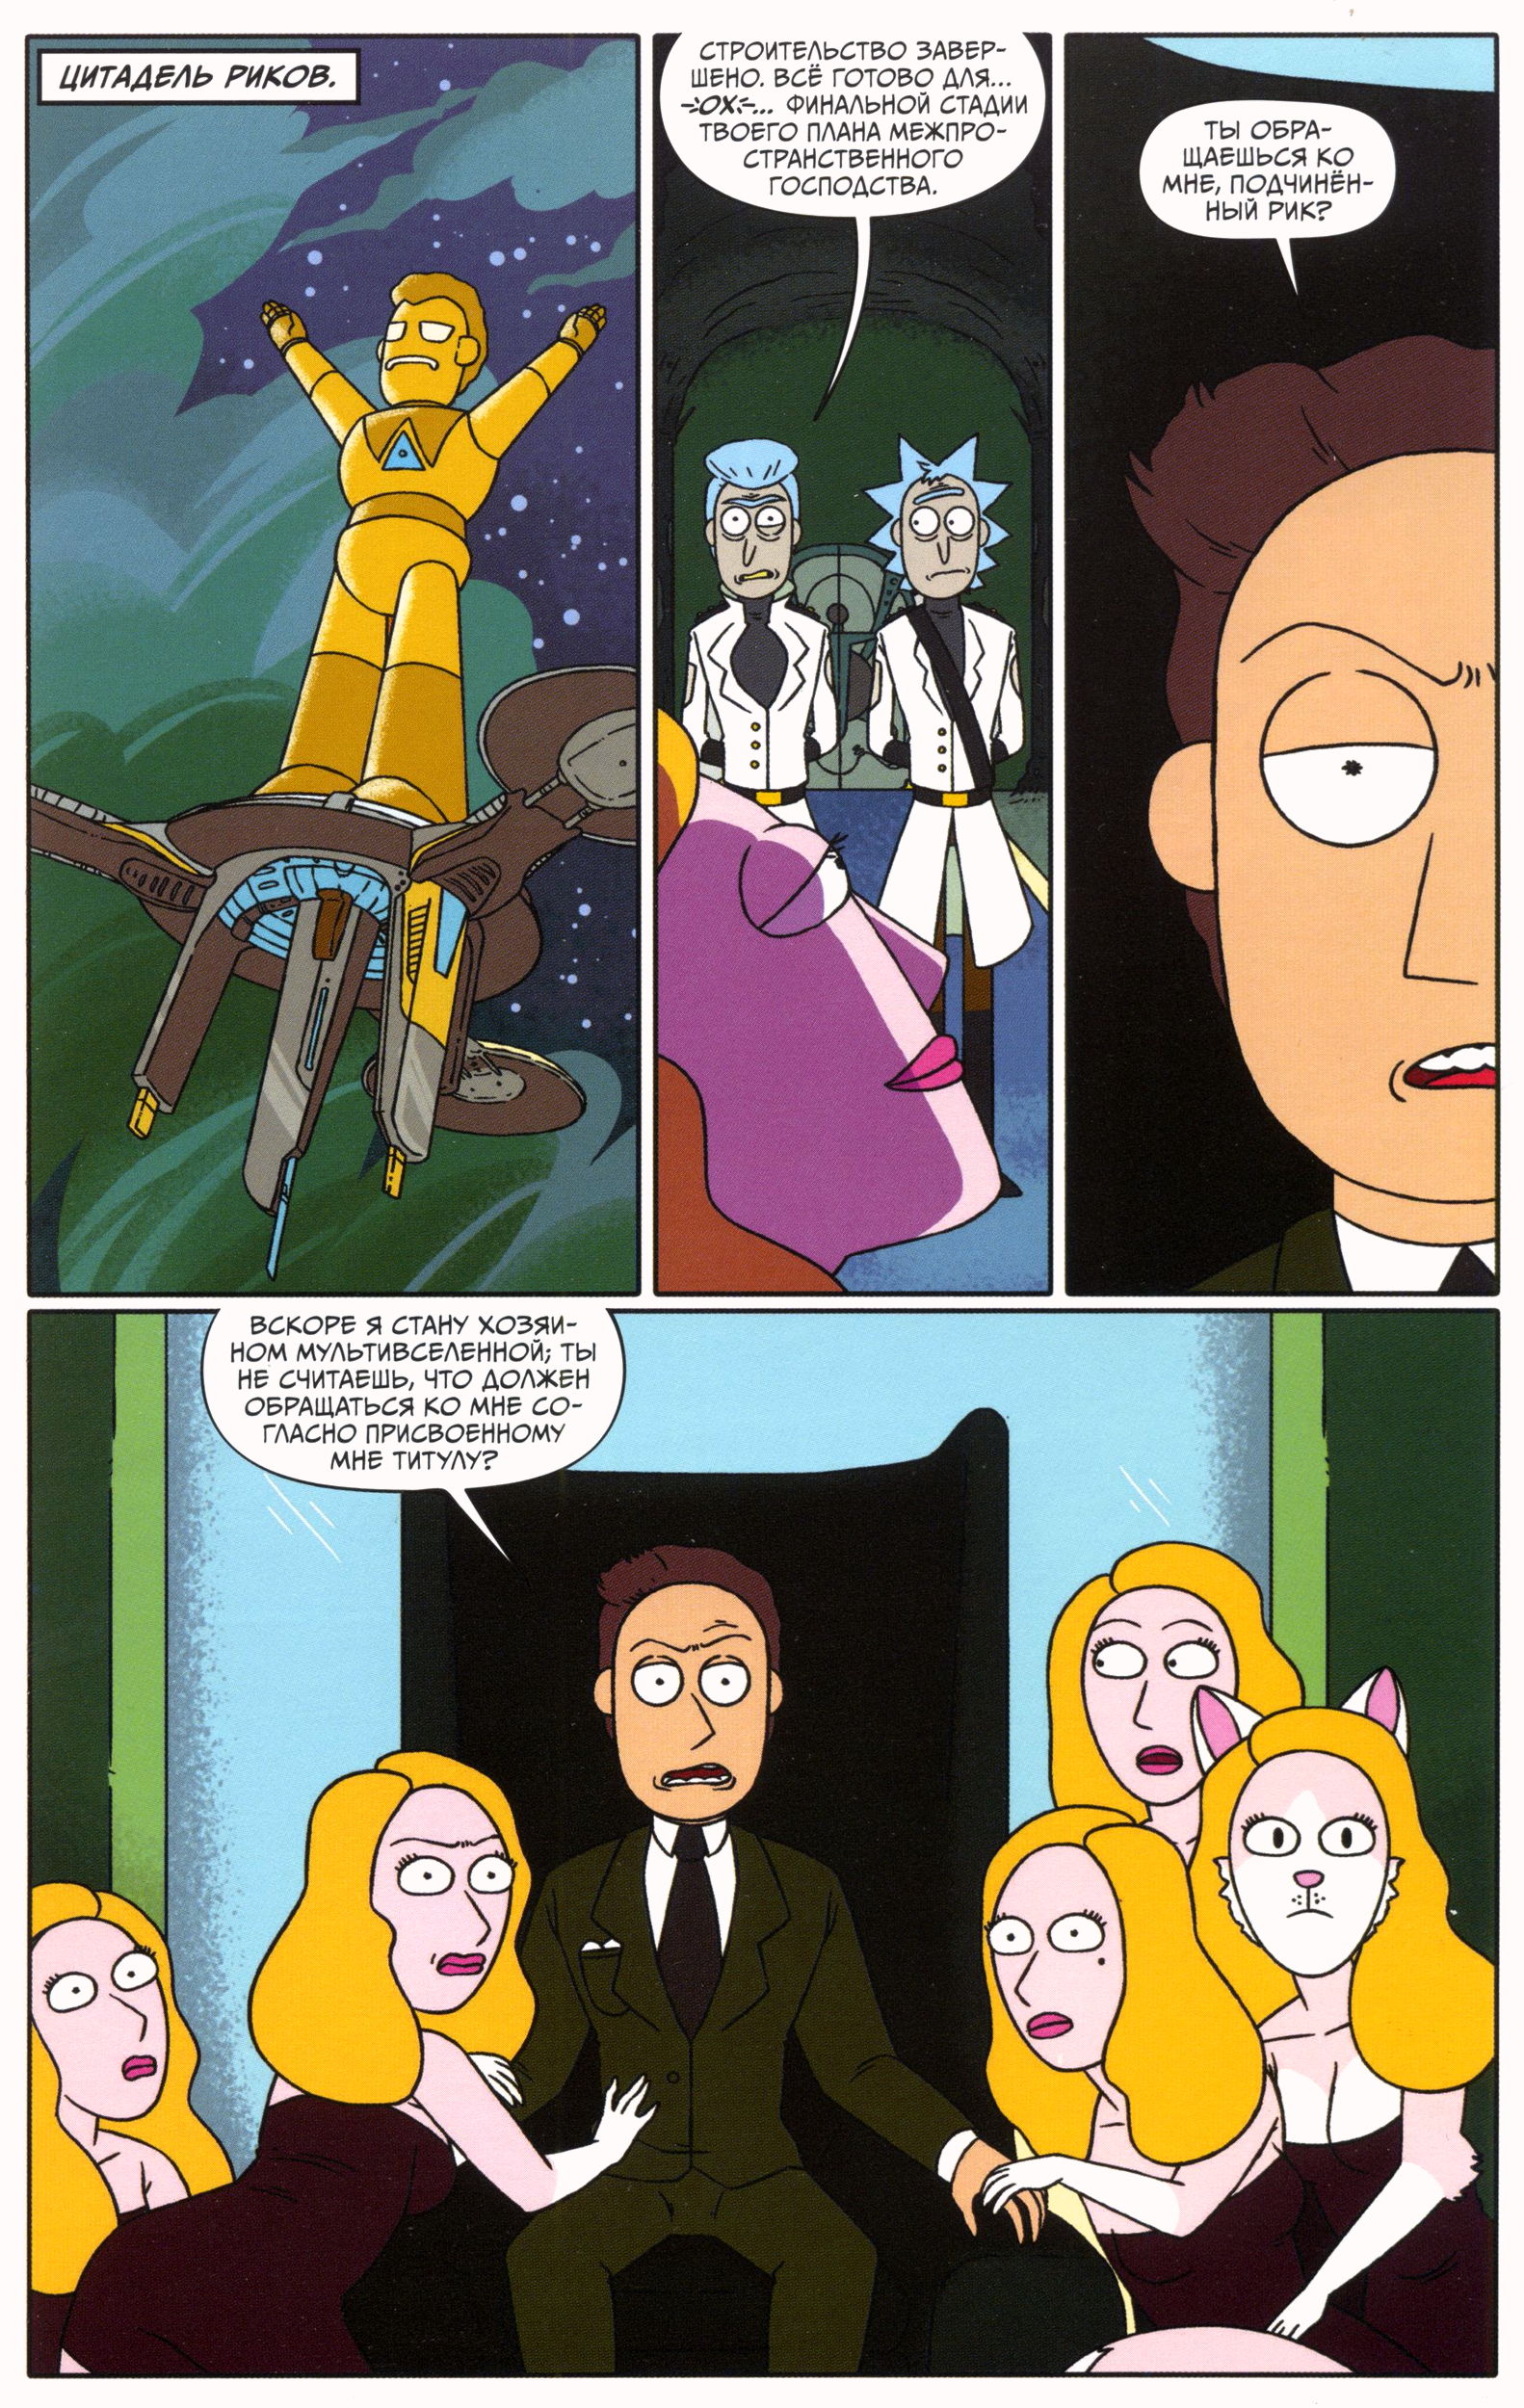 ЦИТАДЕЛЬ РИКОВ.
СТРОИТЕЛЬСТВО ЗАВЕР-
ШЕНО. ВСЁ ГОТОВО ДЛЯ...
ОХ... ФИНАЛЬНОЙ СТАДИИ
ТВОЕГО ПЛАНА МЕЖПРО-
СТРАНСТВЕННОГО
ГОСПОДСТВА.
ТЫ ОБРА-
ЩАЕШЬСЯ КО
МНЕ, ПОДЧИНЁН-
НЫЙ РИК?
ВСКОРЕ Я СТАНУ ХОЗЯИ-
НОМ МУЛЬТИВСЕЛЕННОЙ; ТЫ
НЕ СЧИТАЕШЬ, ЧТО ДОЛЖЕН
ОБРАЩАТЬСЯ КО МНЕ СО-
ГЛАСНО ПРИСВОЕННОМУ
МНЕ ТИТУЛУ?